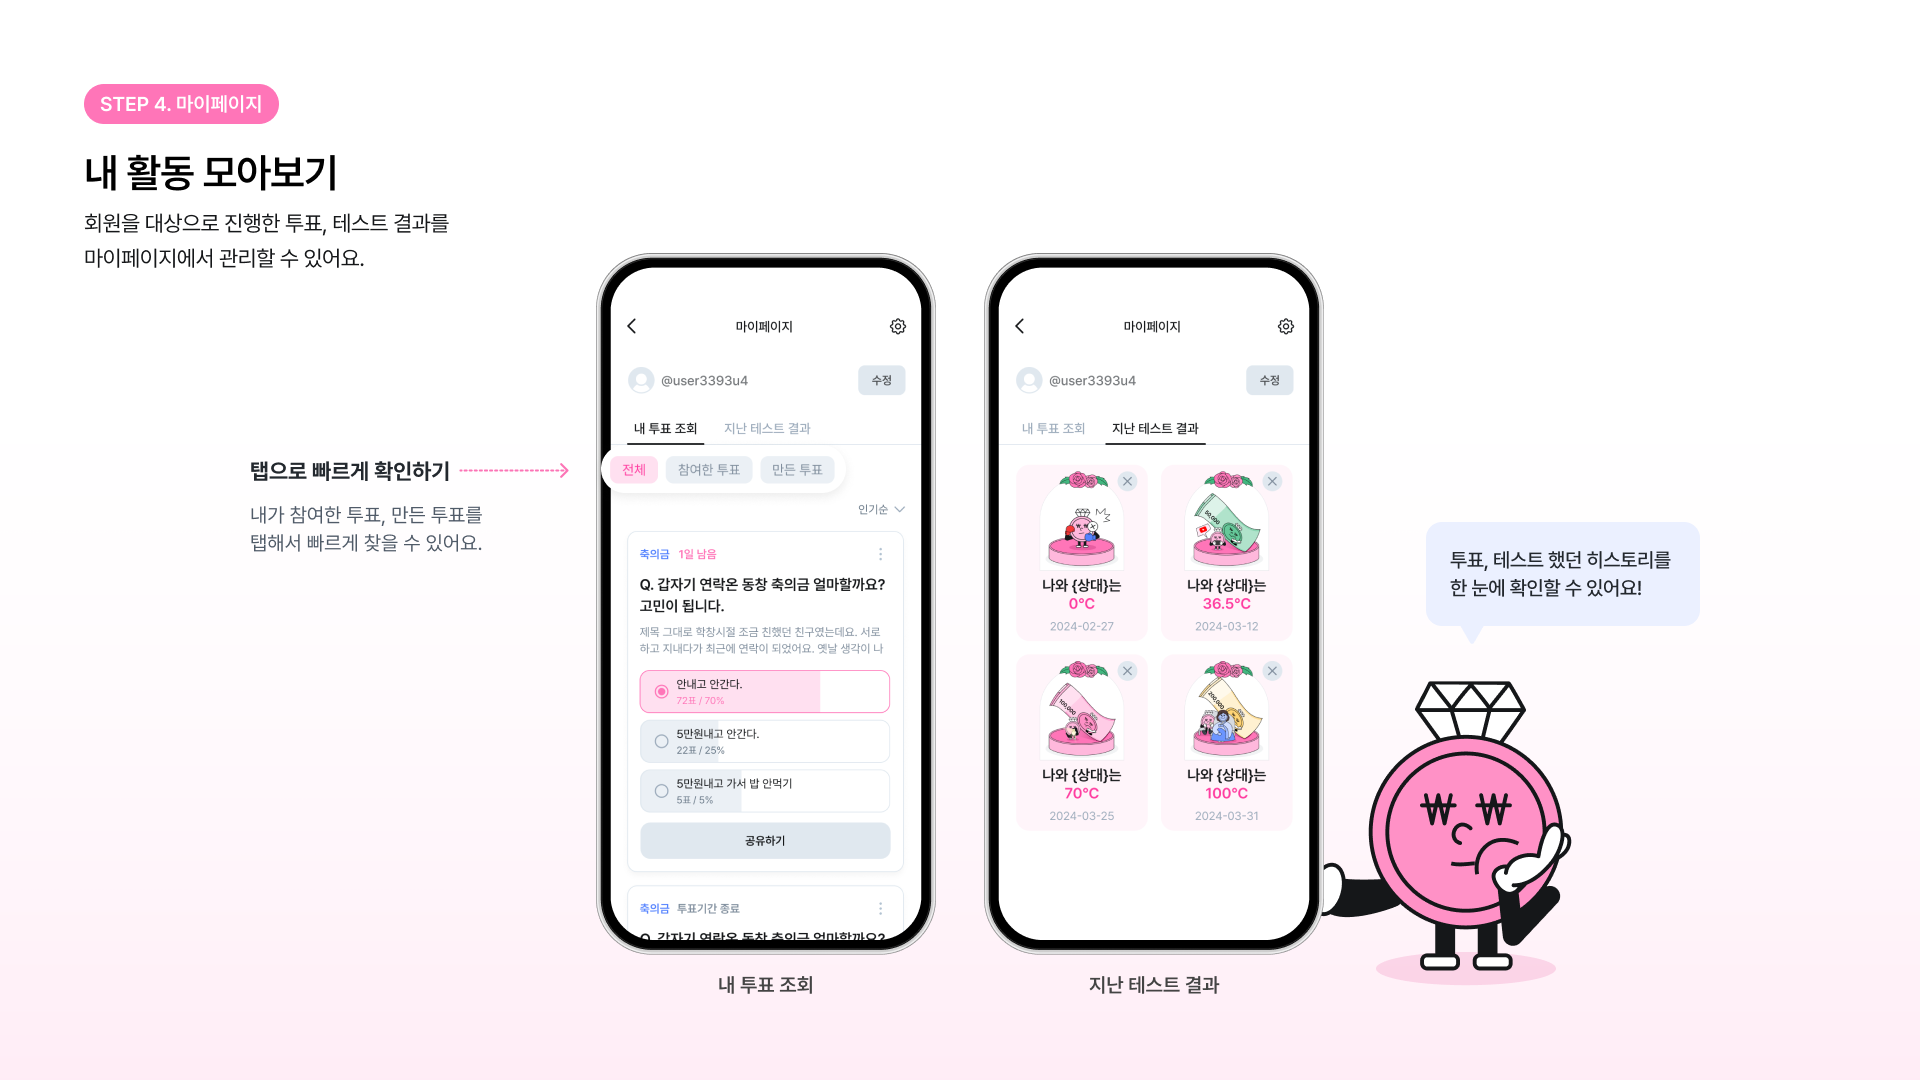 STEP 4. 마이페이지
내 활동 모아보기
회원을 대상으로 진행한 투표, 테스트 결과를
마이페이지에서 관리할 수 있어요.
탭으로 빠르게 확인하기
내가 참여한 투표, 만든 투표를
탭해서 빠르게 찾을 수 있어요.
마이페이지
@user3393u4
수정
내 투표 조회 지난 테스트 결과
전체 참여한 투표 만든 투표
인기순
축의금 1일 남음
Q. 갑자기 연락온 동창 축의금 얼마할까요?
고민이 됩니다.
제목 그대로 학창시절 조금 친했던 친구였는데요. 서로
하고 지내다가 최근에 연락이 되었어요. 옛날 생각이 나
안내고 안간다.
72표 / 70%
5만원내고 안간다.
22표 / 25%
5만원내고 가서 밥 안먹기
5표 / 5%
공유하기
축의금 투표기간 종료
Q. 갑자기 연락온 동창 축의금 얼마할까요?
내 투표 조회
마이페이지
@user3393u4
수정
내 투표 조회 지난 테스트 결과
나와 {상대}는
0°C
2024-02-27
50,000
나와 {상대}는
36.5°C
2024-03-12
100,000
나와 {상대}는
70°C
2024-03-25
200,000
나와 {상대}는
100°C
2024-03-31
지난 테스트 결과
투표, 테스트 했던 히스토리를
한 눈에 확인할 수 있어요!